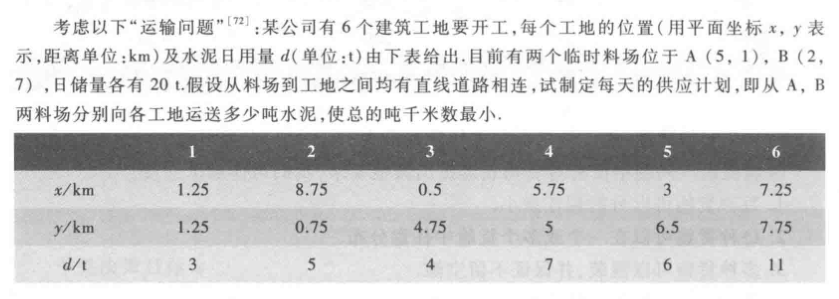 考虑以下“运输问题”[72]:某公司有6个建筑工地要开工,每个工地的位置(用平面坐标 x, y 表
示,距离单位:km)及水泥日用量 d(单位:t)由下表给出.目前有两个临时料场位于 A (5, 1), B (2,
7) ,日储量各有 20 t.假设从料场到工地之间均有直线道路相连,试制定每天的供应计划,即从 A, B
两料场分别向各工地运送多少吨水泥,使总的吨千米数最小.
1 2 3 4 5 6
x/km 1.25 8.75 0.5 5.75 3 7.25
y/km 1.25 0.75 4.75 5 6.5 7.75
d/t 3 5 4 7 6 11